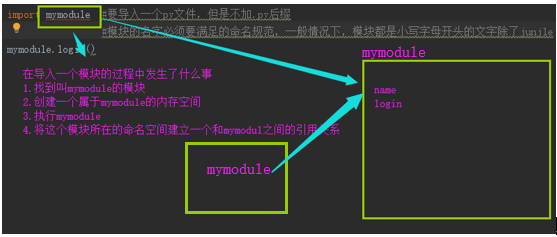 import mymodule #要导入一个py文件，但是不加.py后缀
#模块的名字必须要满足的命名规范，一般情况下，模块都是小写字母开头的文字除了
mymodule.login()
mymodule
在导入一个模块的过程中发生了什么事
1.找到叫mymodule的模块
2.创建一个属于mymodule的内存空间
3.执行mymodule
4.将这个模块所在的命名空间建立一个和mymodul之间的引用关系
name
login
mymodule